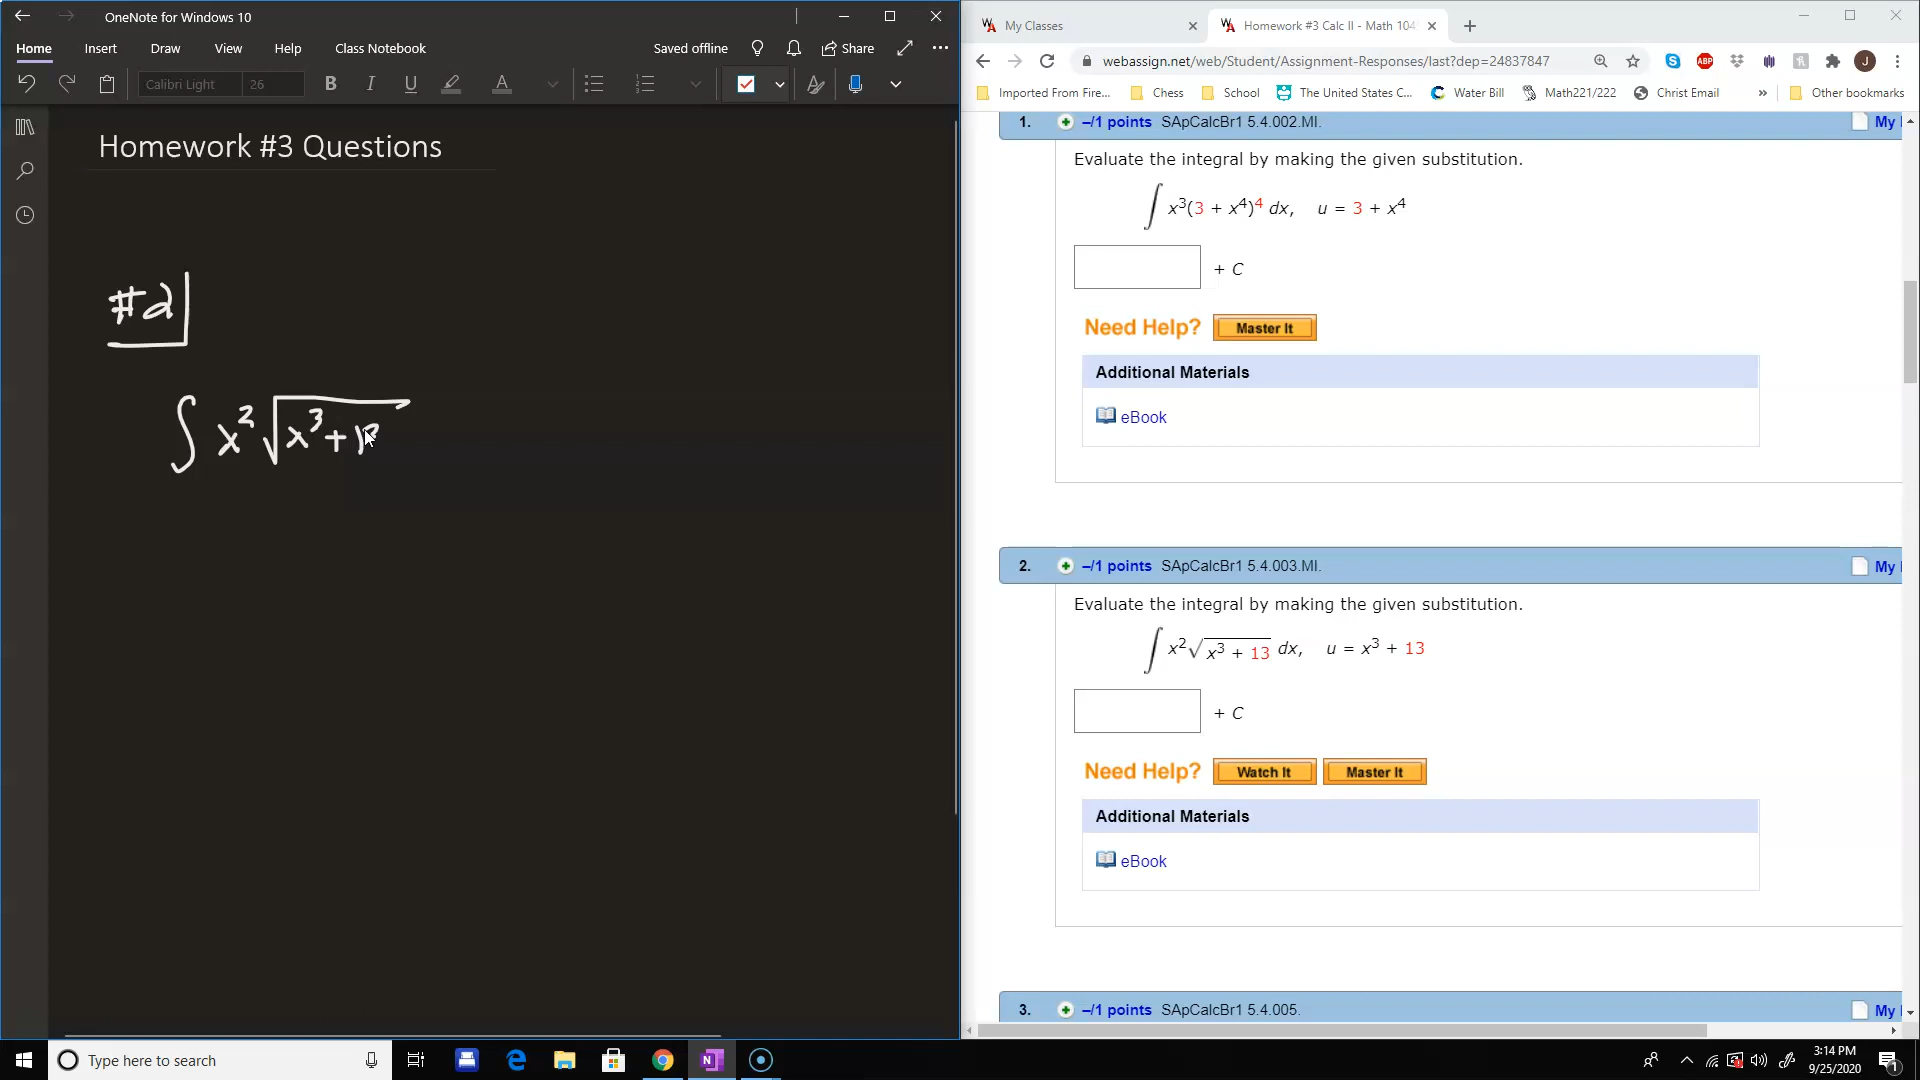 OneNote for Windows 10
Home Insert Draw View Help Class Notebook Saved offline Share
Calibri Light 26 B I U A
Homework #3 Questions
#2
∫ x² √x³+13
My Classes Homework #3 Calc II - Math 104
webassign.net/web/Student/Assignment-Responses/last?dep=24837847
Imported From Fire... Chess School The United States C... Water Bill Math221/222 Christ Email » Other bookmarks
1. –/1 points SApCalcBr1 5.4.002.MI. My
Evaluate the integral by making the given substitution.
∫ x³(3 + x⁴)⁴ dx, u = 3 + x⁴
+ C
Need Help? Master It
Additional Materials
eBook
2. –/1 points SApCalcBr1 5.4.003.MI. My
Evaluate the integral by making the given substitution.
∫ x²√x³ + 13 dx, u = x³ + 13
+ C
Need Help? Watch It Master It
Additional Materials
eBook
3. –/1 points SApCalcBr1 5.4.005. My
Type here to search
3:14 PM
9/25/2020